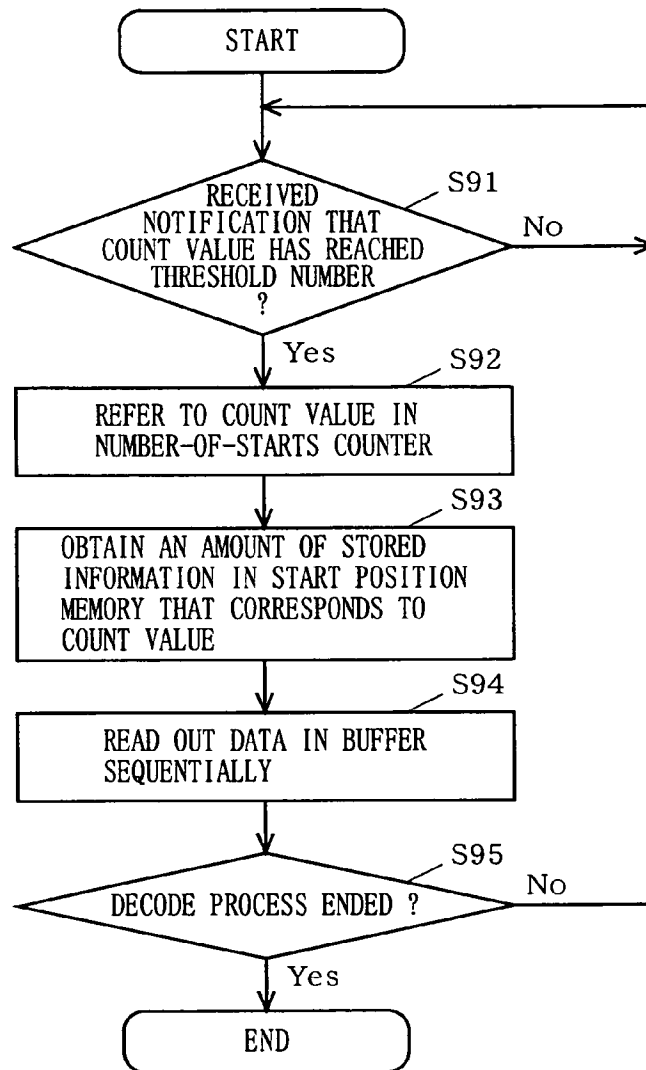 START
S91
RECEIVED
NOTIFICATION THAT
COUNT VALUE HAS REACHED
THRESHOLD NUMBER
?
No
Yes
S92
REFER TO COUNT VALUE IN
NUMBER-OF-STARTS COUNTER
S93
OBTAIN AN AMOUNT OF STORED
INFORMATION IN START POSITION
MEMORY THAT CORRESPONDS TO
COUNT VALUE
S94
READ OUT DATA IN BUFFER
SEQUENTIALLY
S95
DECODE PROCESS ENDED ?
No
Yes
END